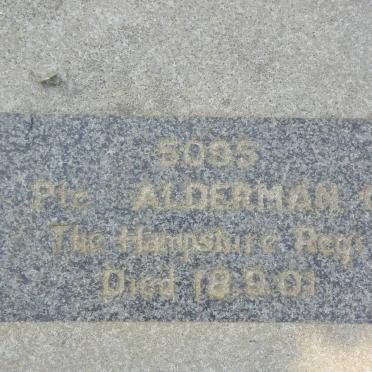 5035
Pte ALDERMAN
The Hampshire Regt
Died 18.9.01